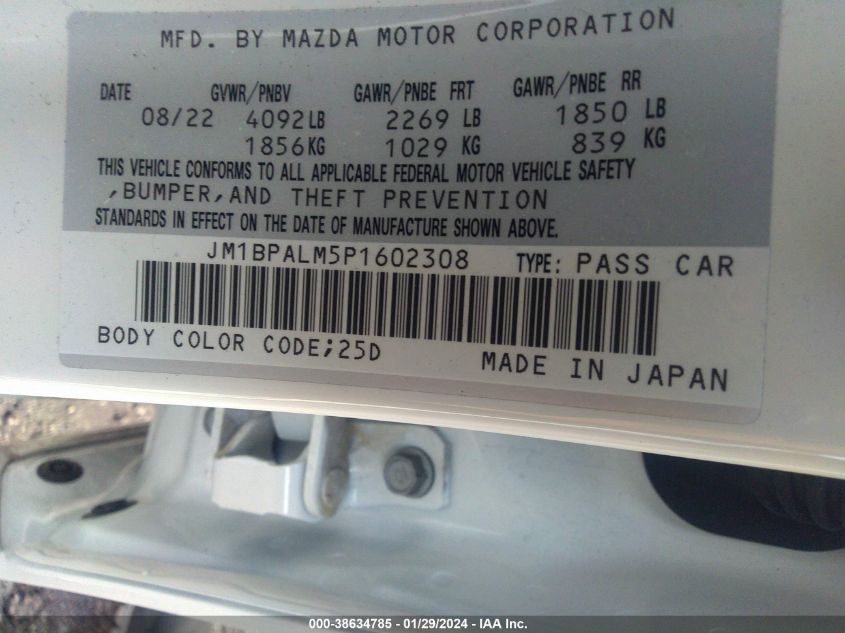 MFD. BY MAZDA MOTOR CORPORATION
DATE GVWR/PNBV GAWR/PNBE FRT GAWR/PNBE RR
08/22 4092LB 2269 LB 1850 LB
1856KG 1029 KG 839 KG
THIS VEHICLE CONFORMS TO ALL APPLICABLE FEDERAL MOTOR VEHICLE SAFETY
,BUMPER,AND THEFT PREVENTION
STANDARDS IN EFFECT ON THE DATE OF MANUFACTURE SHOWN ABOVE.
JM1BPALM5P1602308 TYPE: PASS CAR
BODY COLOR CODE;25D
MADE IN JAPAN
000-38634785 - 01/29/2024 - IAA Inc.